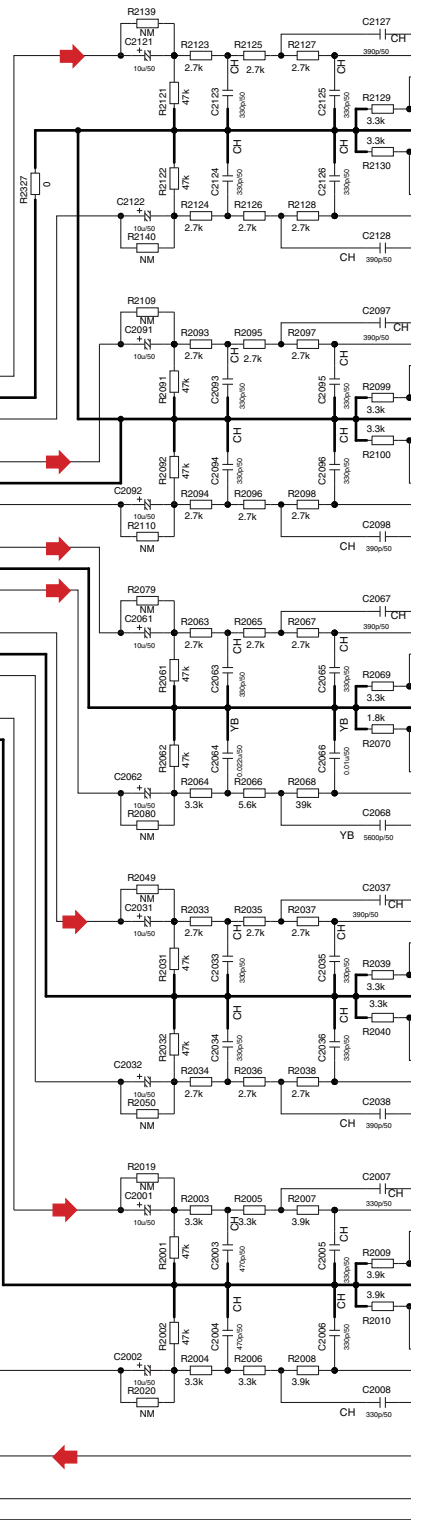 R2139
NM
C2121
10u/50
R2123
2.7k
R2125
2.7k
R2127
2.7k
C2127
CH
390p/50
R2121
47k
C2123
CH
330p/50
C2125
CH
330p/50
R2129
3.3k
3.3k
R2130
R2327
0
R2122
47k
C2124
CH
330p/50
C2126
CH
330p/50
C2122
10u/50
R2140
NM
R2124
2.7k
R2126
2.7k
R2128
2.7k
C2128
CH
390p/50
R2109
NM
C2091
10u/50
R2093
2.7k
R2095
2.7k
R2097
2.7k
C2097
CH
390p/50
R2091
47k
C2093
CH
330p/50
C2095
CH
330p/50
R2099
3.3k
3.3k
R2100
R2092
47k
C2094
CH
330p/50
C2096
CH
330p/50
C2092
10u/50
R2110
NM
R2094
2.7k
R2096
2.7k
R2098
2.7k
C2098
CH
390p/50
R2079
NM
C2061
10u/50
R2063
2.7k
R2065
2.7k
R2067
2.7k
C2067
CH
390p/50
R2061
47k
C2063
CH
330p/50
C2065
CH
330p/50
R2069
3.3k
1.8k
R2070
R2062
47k
C2064
YB
0.022u/50
C2066
YB
0.01u/50
C2062
10u/50
R2080
NM
R2064
3.3k
R2066
5.6k
R2068
39k
C2068
YB
5600p/50
R2049
NM
C2031
10u/50
R2033
2.7k
R2035
2.7k
R2037
2.7k
C2037
CH
390p/50
R2031
47k
C2033
CH
330p/50
C2035
CH
330p/50
R2039
3.3k
3.3k
R2040
R2032
47k
C2034
CH
330p/50
C2036
CH
330p/50
C2032
10u/50
R2050
NM
R2034
2.7k
R2036
2.7k
R2038
2.7k
C2038
CH
390p/50
R2019
NM
C2001
10u/50
R2003
3.3k
R2005
3.3k
R2007
3.9k
C2007
CH
330p/50
R2001
47k
C2003
CH
470p/50
C2005
CH
330p/50
R2009
3.9k
3.9k
R2010
R2002
47k
C2004
CH
470p/50
C2006
CH
330p/50
C2002
10u/50
R2020
NM
R2004
3.3k
R2006
3.3k
R2008
3.9k
C2008
CH
330p/50